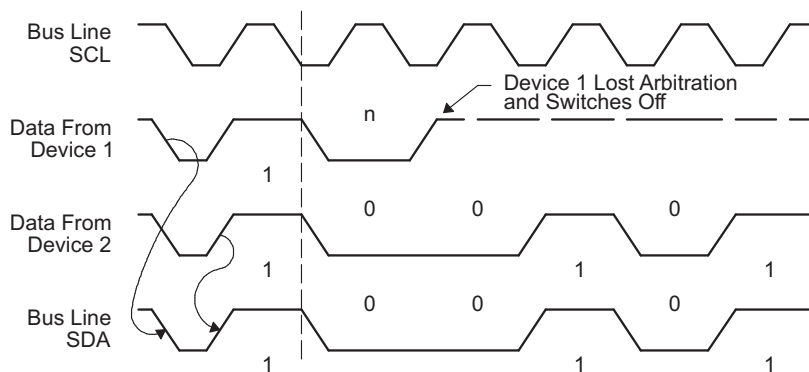 Bus Line
SCL
Device 1 Lost Arbitration
and Switches Off
n
Data From
Device 1
1
0 0 0
Data From
Device 2
1 1 1
0 0 0
Bus Line
SDA
1 1 1